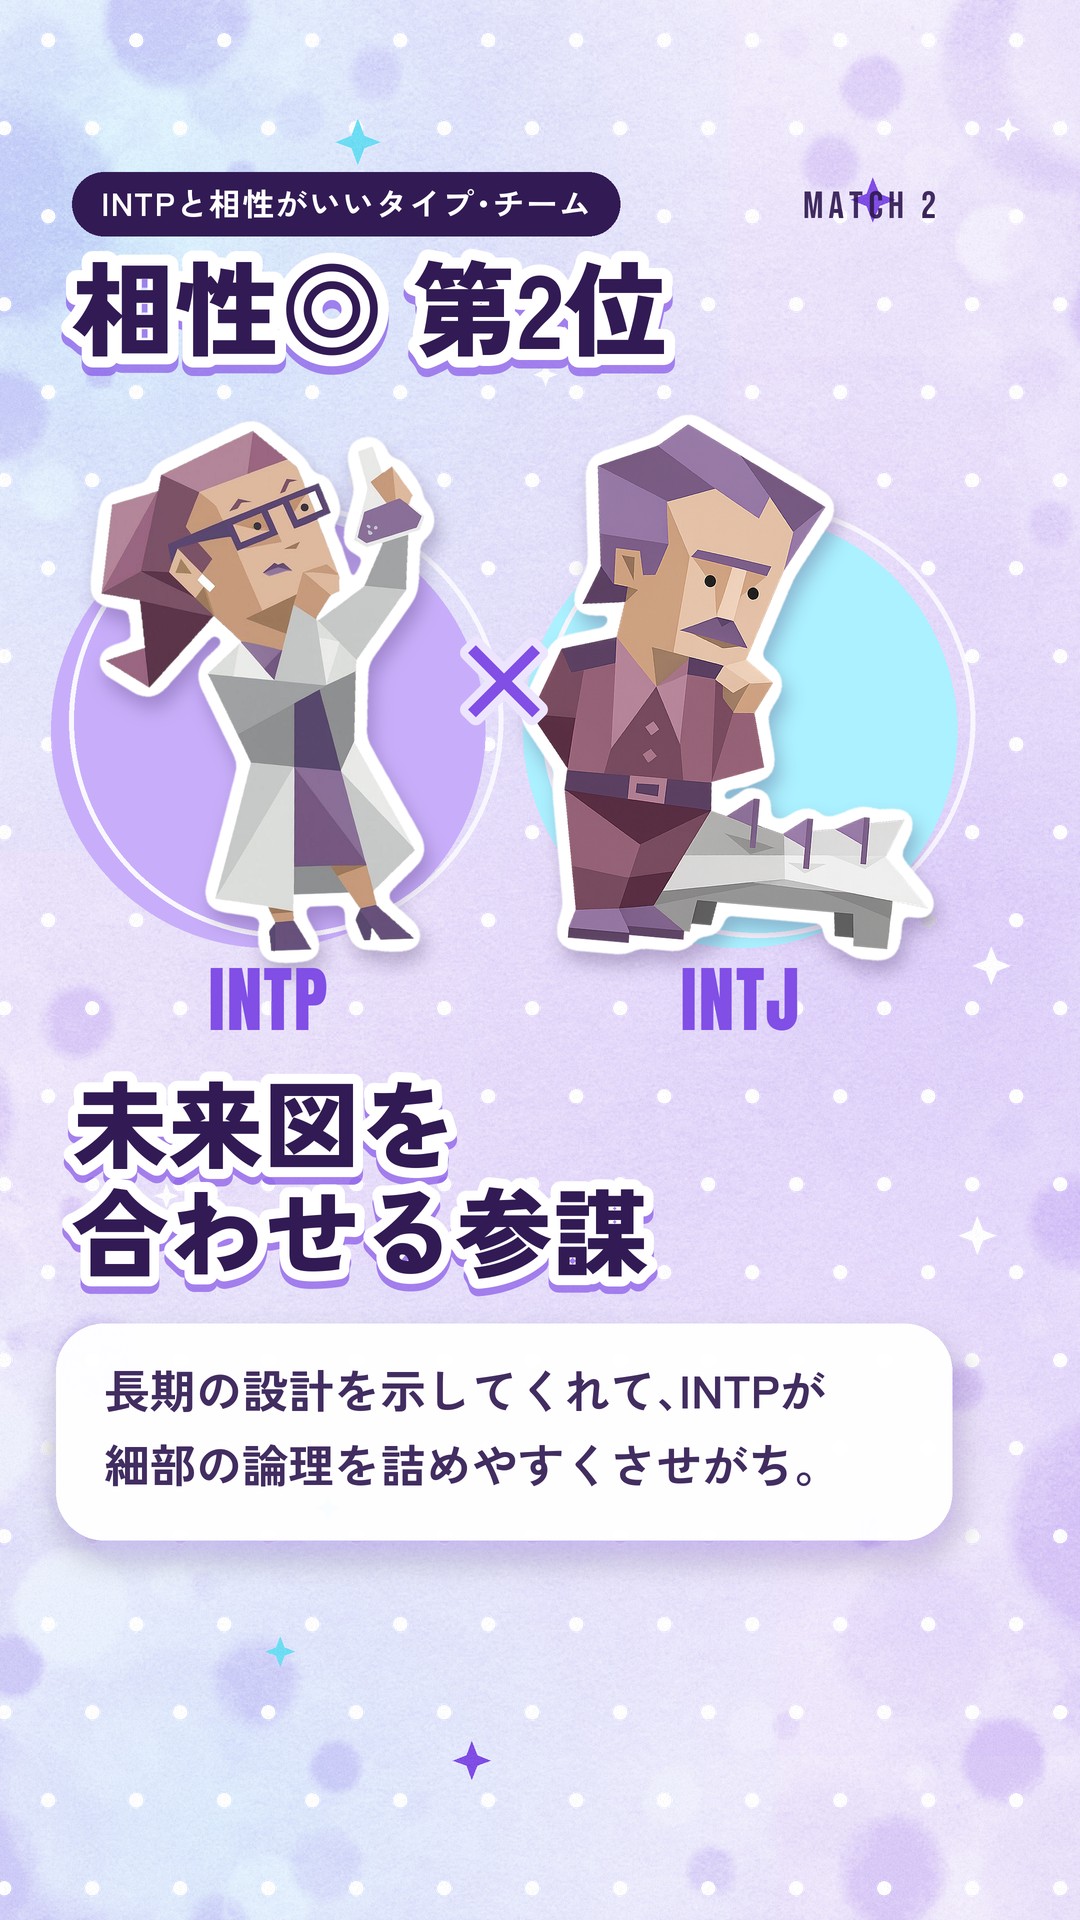 INTPと相性がいいタイプ・チーム
MATCH 2
相性◎ 第2位
×
INTP
INTJ
未来図を
合わせる参謀
長期の設計を示してくれて、INTPが
細部の論理を詰めやすくさせがち。